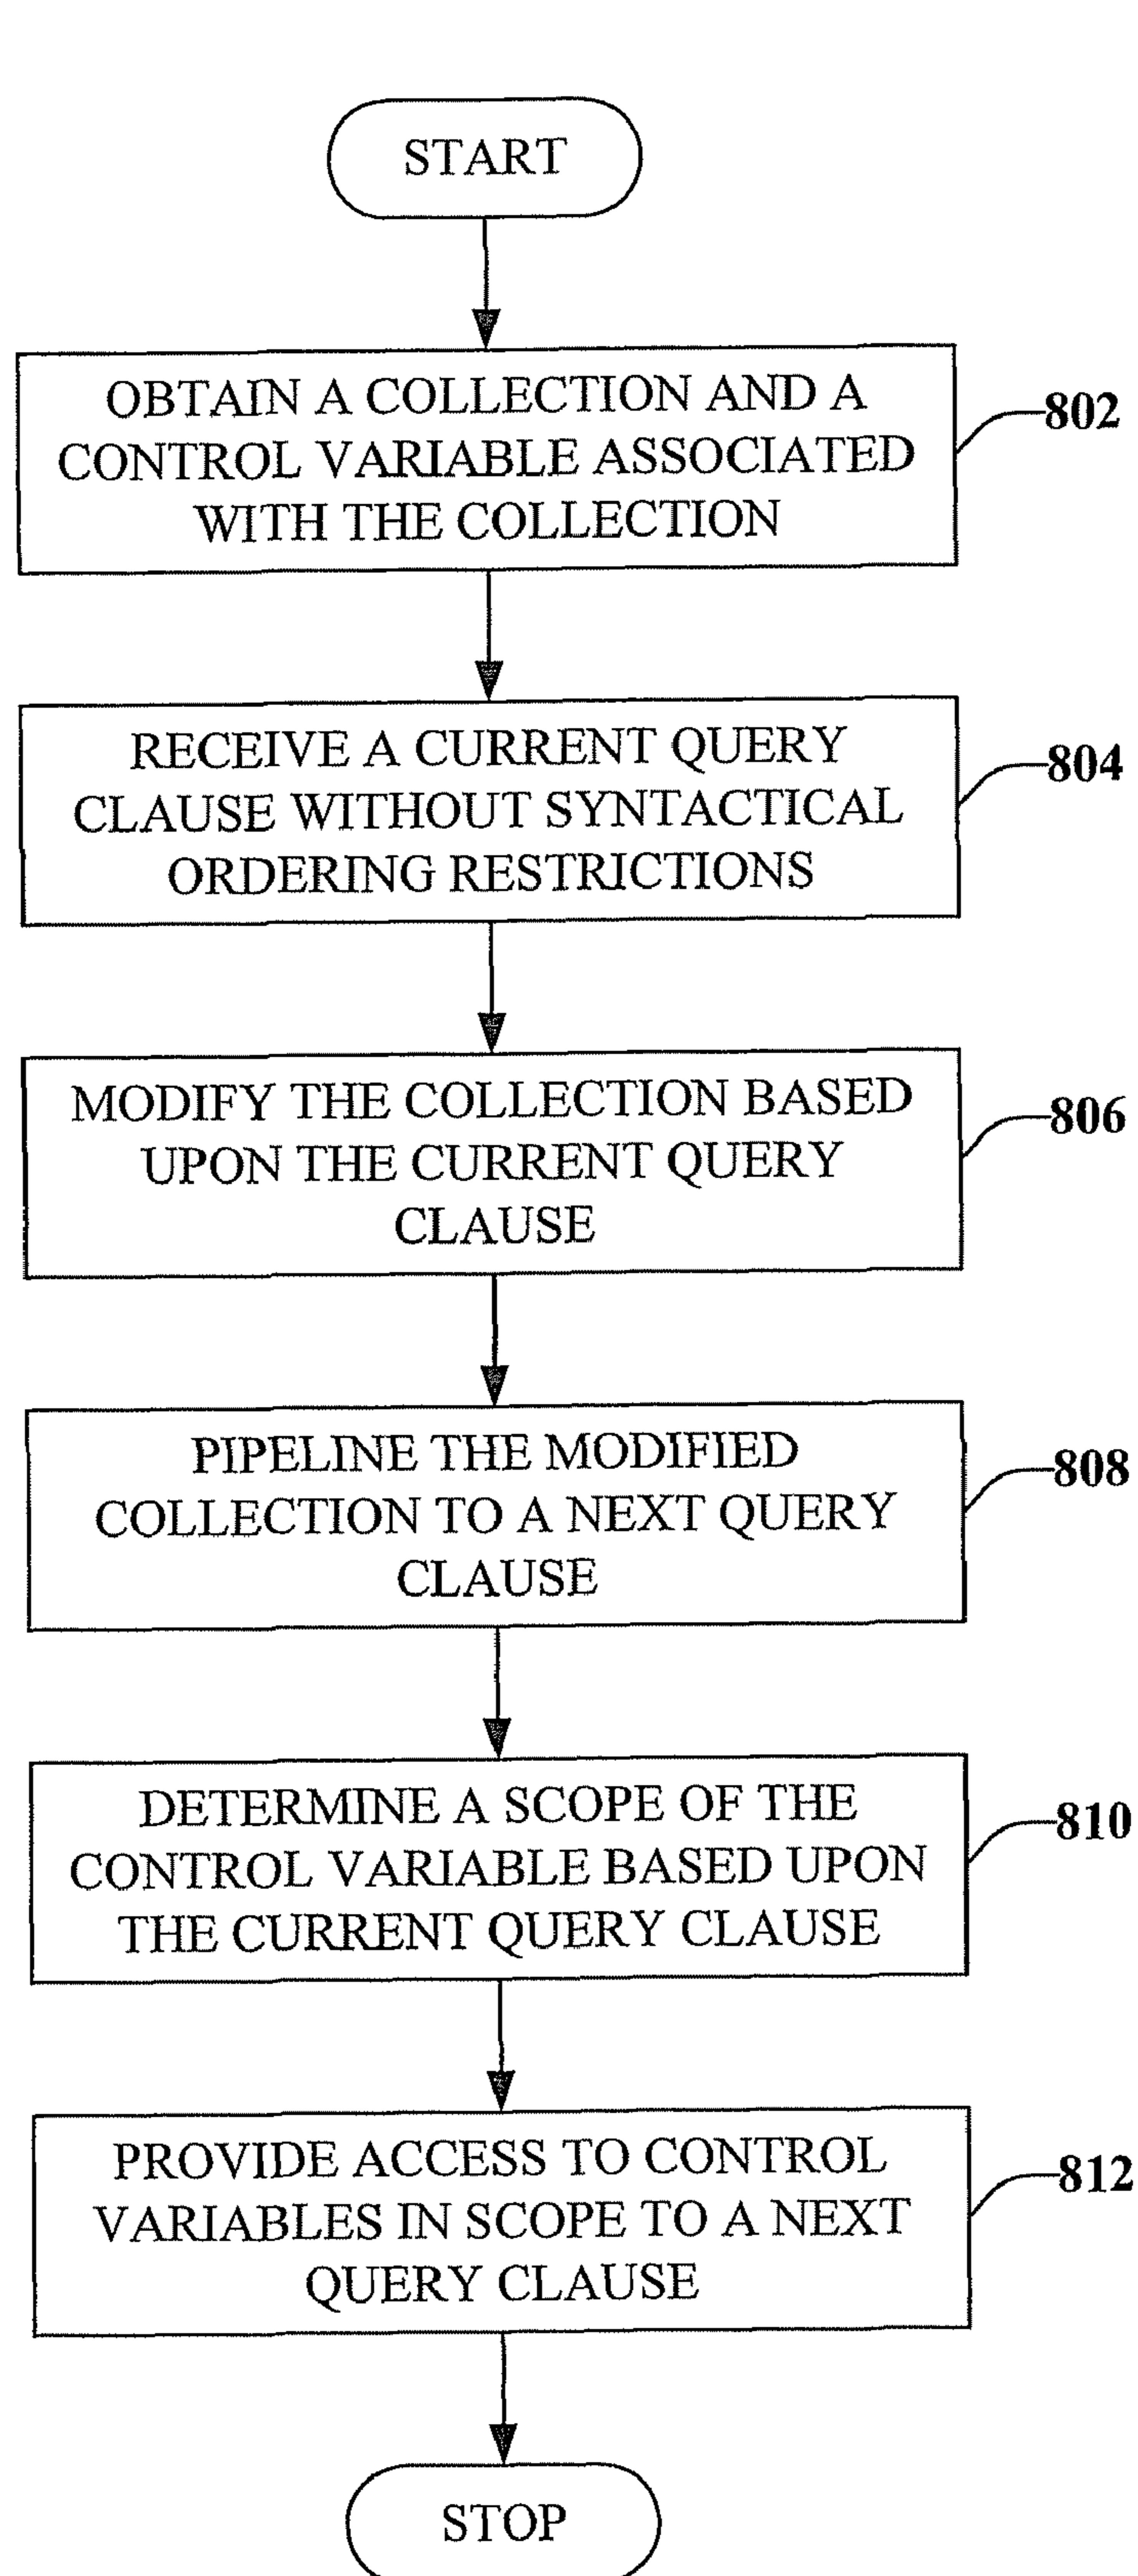 START
OBTAIN A COLLECTION AND A
CONTROL VARIABLE ASSOCIATED
WITH THE COLLECTION
802
RECEIVE A CURRENT QUERY
CLAUSE WITHOUT SYNTACTICAL
ORDERING RESTRICTIONS
804
MODIFY THE COLLECTION BASED
UPON THE CURRENT QUERY
CLAUSE
806
PIPELINE THE MODIFIED
COLLECTION TO A NEXT QUERY
CLAUSE
808
DETERMINE A SCOPE OF THE
CONTROL VARIABLE BASED UPON
THE CURRENT QUERY CLAUSE
810
PROVIDE ACCESS TO CONTROL
VARIABLES IN SCOPE TO A NEXT
QUERY CLAUSE
812
STOP